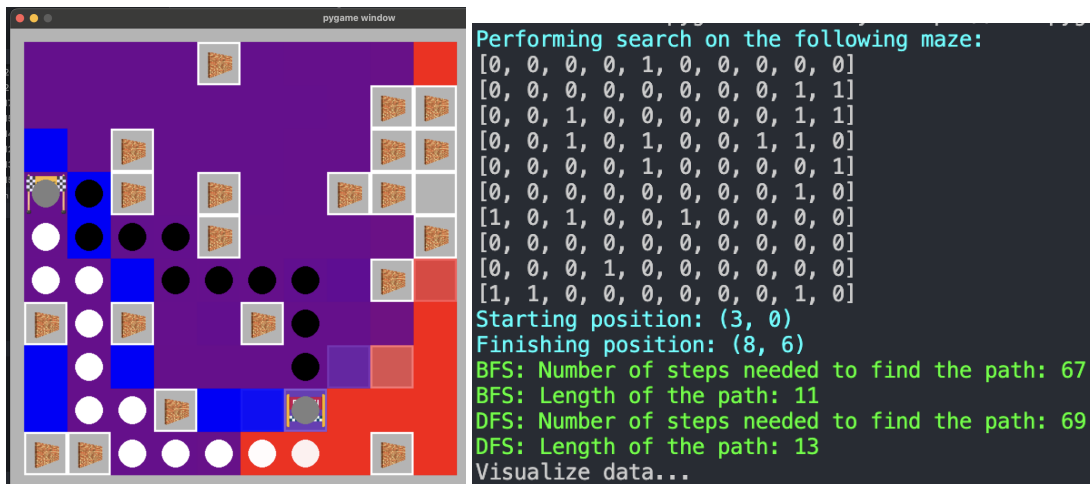 pygame window
Performing search on the following maze:
[0, 0, 0, 0, 1, 0, 0, 0, 0, 0]
[0, 0, 0, 0, 0, 0, 0, 0, 1, 1]
[0, 0, 1, 0, 0, 0, 0, 0, 1, 1]
[0, 0, 1, 0, 1, 0, 0, 1, 1, 0]
[0, 0, 0, 0, 1, 0, 0, 0, 0, 1]
[0, 0, 0, 0, 0, 0, 0, 0, 1, 0]
[1, 0, 1, 0, 0, 1, 0, 0, 0, 0]
[0, 0, 0, 0, 0, 0, 0, 0, 0, 0]
[0, 0, 0, 1, 0, 0, 0, 0, 0, 0]
[1, 1, 0, 0, 0, 0, 0, 0, 1, 0]
Starting position: (3, 0)
Finishing position: (8, 6)
BFS: Number of steps needed to find the path: 67
BFS: Length of the path: 11
DFS: Number of steps needed to find the path: 69
DFS: Length of the path: 13
Visualize data...